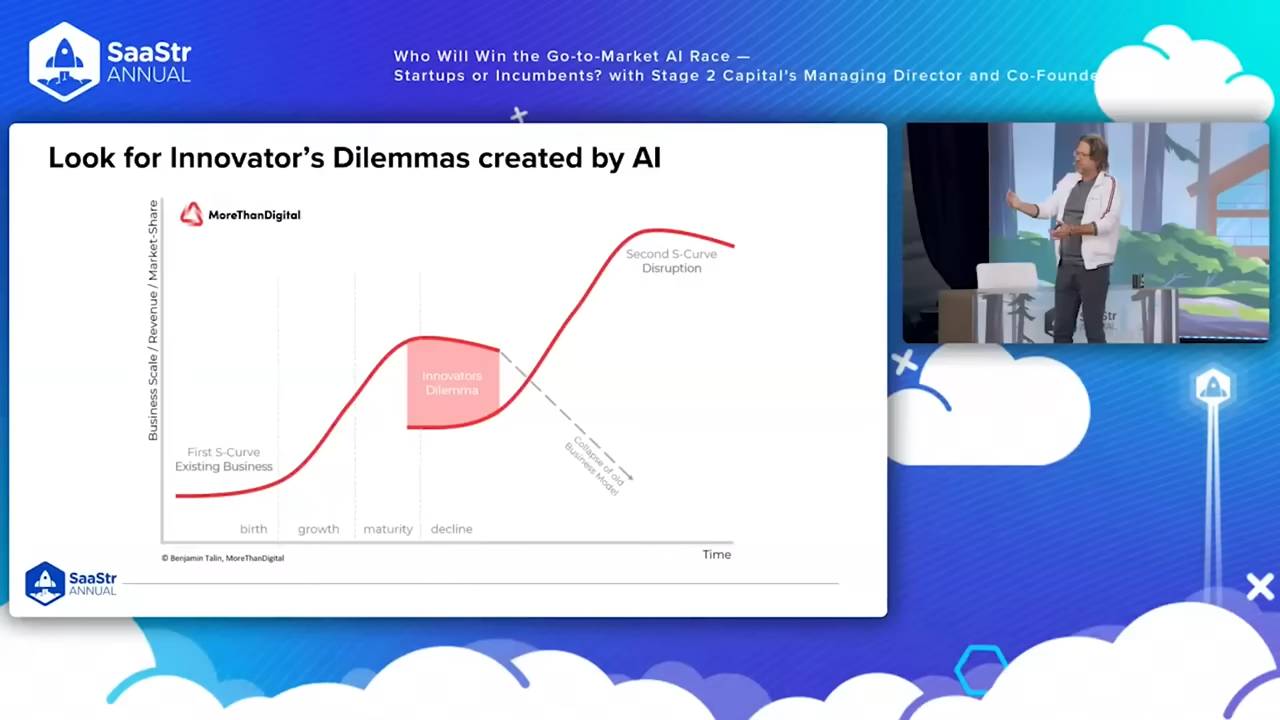 SaaStr
ANNUAL
Who Will Win the Go-to-Market AI Race —
Startups or Incumbents? with Stage 2 Capital's Managing Director and Co-Founde
Look for Innovator's Dilemmas created by AI
MoreThanDigital
Business Scale / Revenue / Market-Share
Second S-Curve
Disruption
Innovators
Dilemma
First S-Curve
Existing Business
Collapse of old
Business Model
birth
growth
maturity
decline
Time
© Benjamin Talin, MoreThanDigital
SaaStr
ANNUAL
SaaStr
ANNUAL